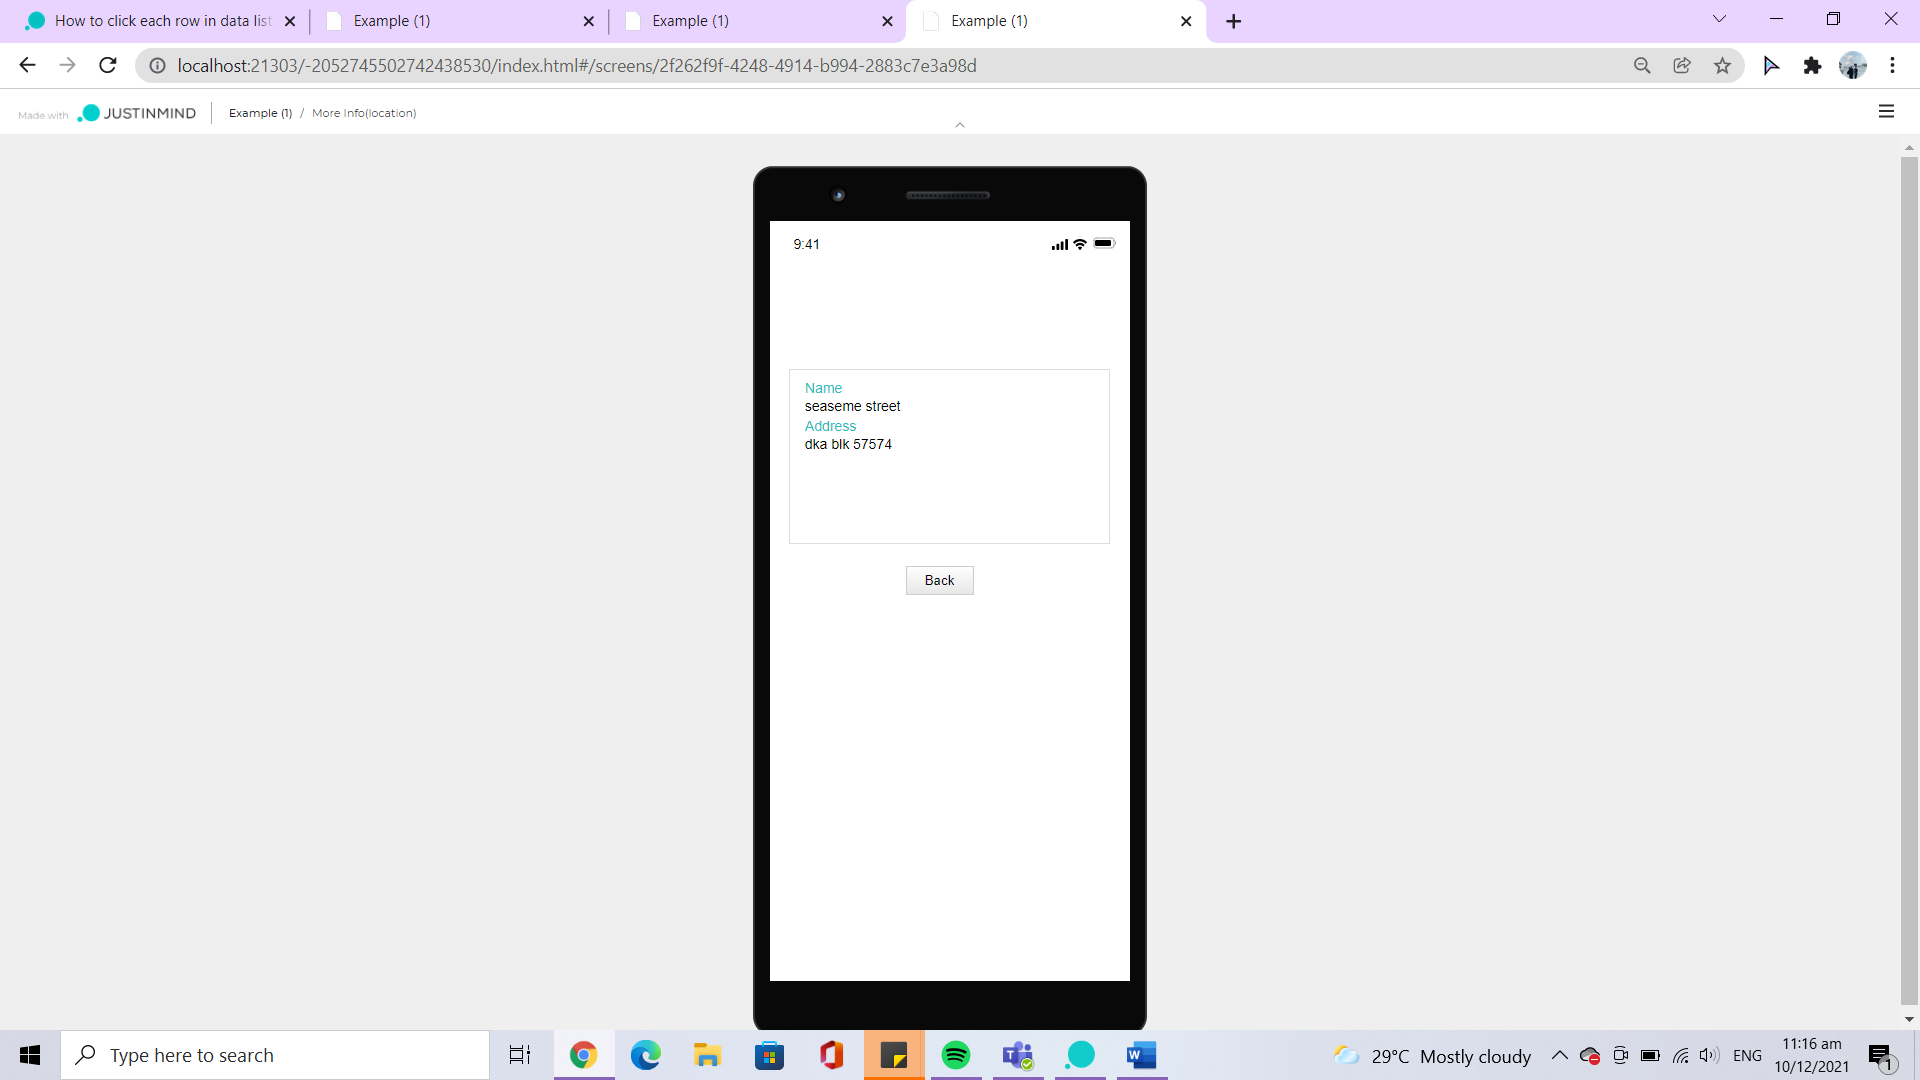 How to click each row in data list
Example (1)
Example (1)
Example (1)
localhost:21303/-2052745502742438530/index.html#/screens/2f262f9f-4248-4914-b994-2883c7e3a98d
Made with JUSTINMIND
Example (1) / More Info(location)
9:41
Name
seaseme street
Address
dka blk 57574
Back
Type here to search
29°C Mostly cloudy
ENG
11:16 am
10/12/2021
1